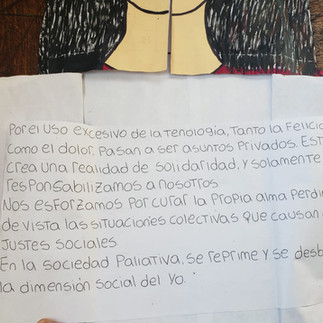 Por el uso excesivo de la Tenología, Tanto la Felici
como el dolor, Pasan a ser asuntos Privados. Est
crea una realidad de solidaridad, y solamente
responsabilizamos a nosotros
Nos esforzamos Por curar la Propia alma Perdi
de vista las situaciones colectivas que causan
Justes sociales
En la sociedad Paliativa, se reprime y se desb
la dimensión social del Yo.